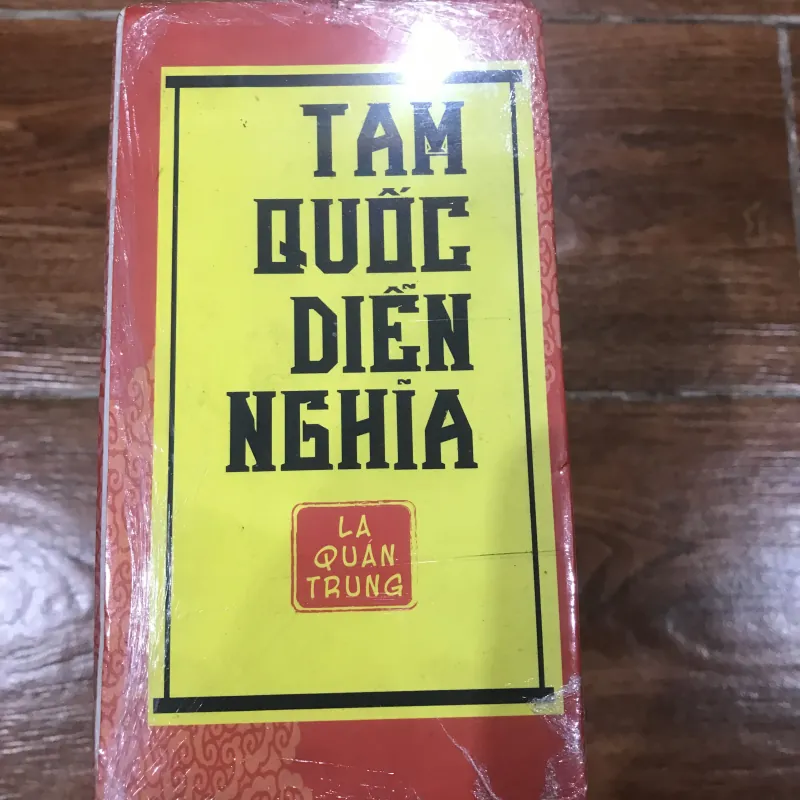 TAM
QUỐC
DIỄN
NGHĨA
LA
QUÁN
TRUNG